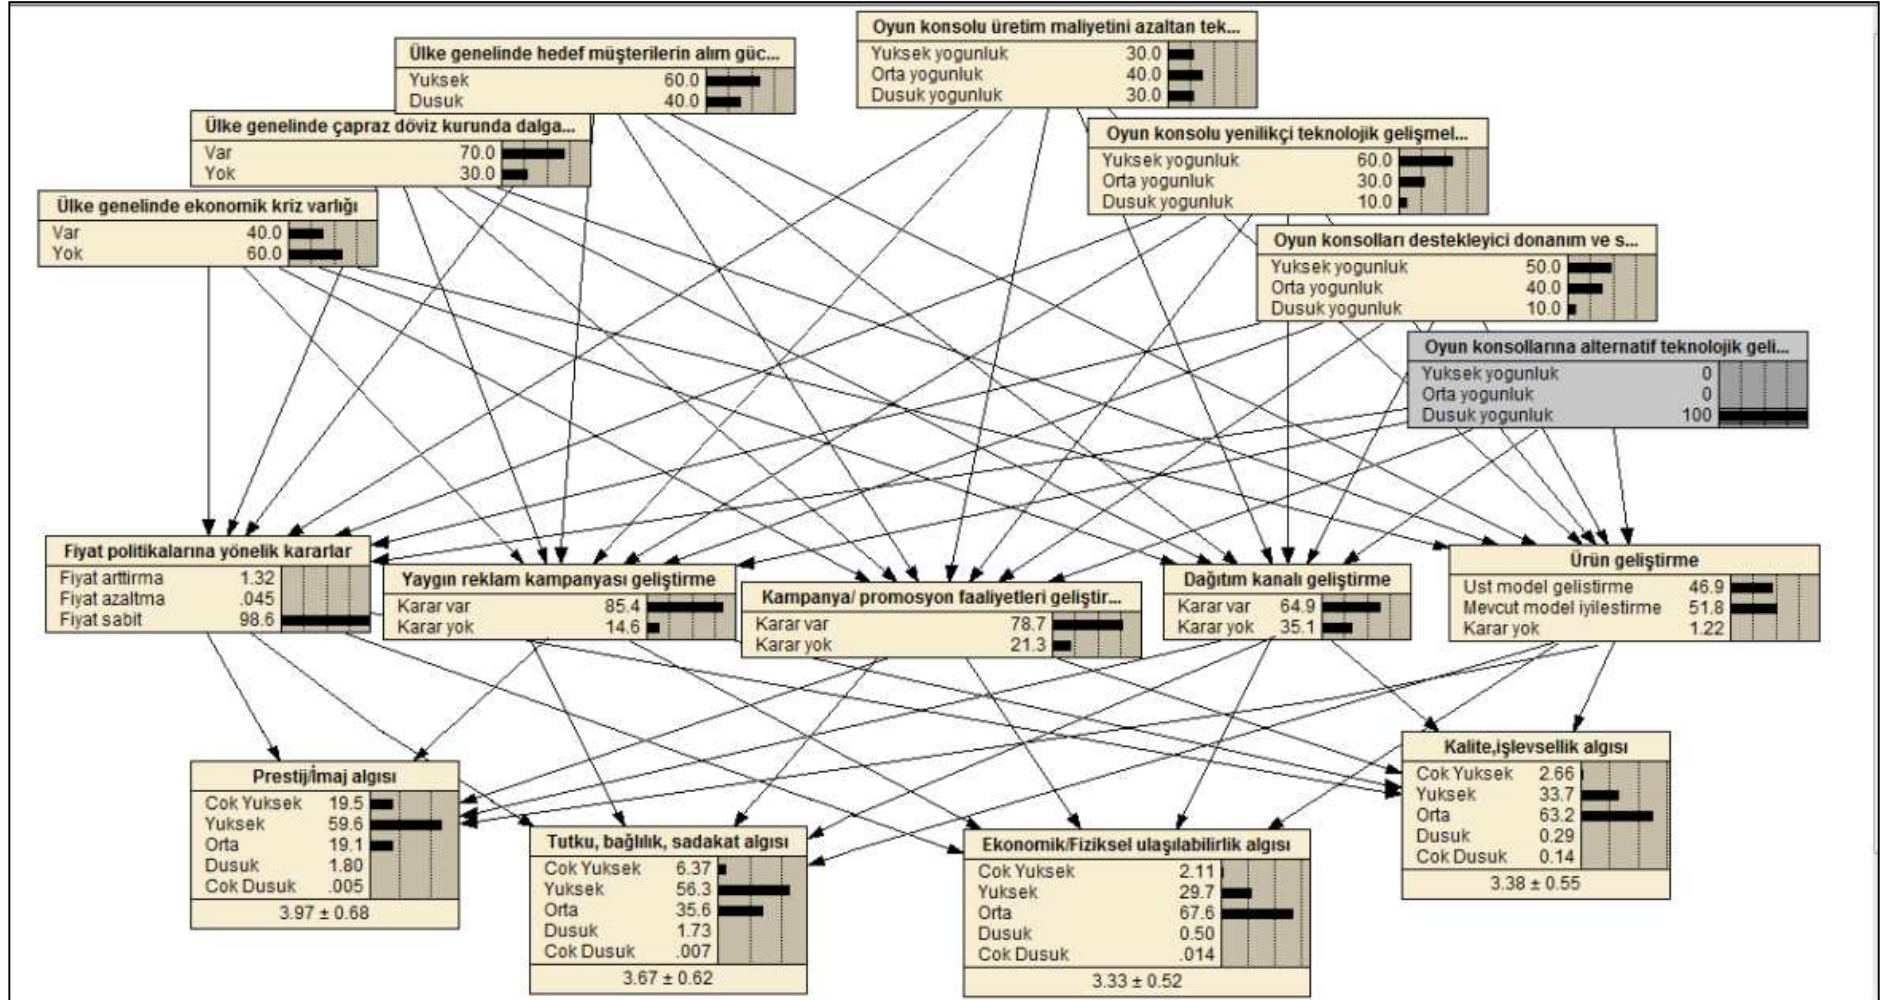 Oyun konsolu üretim maliyetini azaltan tek...
Yuksek yogunluk 30.0
Orta yogunluk 40.0
Dusuk yogunluk 30.0
Ülke genelinde hedef müşterilerin alım güc...
Yuksek 60.0
Dusuk 40.0
Ülke genelinde çapraz döviz kurunda dalga...
Var 70.0
Yok 30.0
Oyun konsolu yenilikçi teknolojik gelişmel...
Yuksek yogunluk 60.0
Orta yogunluk 30.0
Dusuk yogunluk 10.0
Ülke genelinde ekonomik kriz varlığı
Var 40.0
Yok 60.0
Oyun konsolları destekleyici donanım ve s...
Yuksek yogunluk 50.0
Orta yogunluk 40.0
Dusuk yogunluk 10.0
Oyun konsollarına alternatif teknolojik geli...
Yuksek yogunluk 0
Orta yogunluk 0
Dusuk yogunluk 100
Fiyat politikalarına yönelik kararlar
Fiyat arttirma 1.32
Fiyat azaltma .045
Fiyat sabit 98.6
Yaygın reklam kampanyası geliştirme
Karar var 85.4
Karar yok 14.6
Kampanya/ promosyon faaliyetleri geliştir...
Karar var 78.7
Karar yok 21.3
Dağıtım kanalı geliştirme
Karar var 64.9
Karar yok 35.1
Ürün geliştirme
Ust model gelistirme 46.9
Mevcut model iyilestirme 51.8
Karar yok 1.22
Prestij/İmaj algısı
Cok Yuksek 19.5
Yuksek 59.6
Orta 19.1
Dusuk 1.80
Cok Dusuk .005
3.97 ± 0.68
Tutku, bağlılık, sadakat algısı
Cok Yuksek 6.37
Yuksek 56.3
Orta 35.6
Dusuk 1.73
Cok Dusuk .007
3.67 ± 0.62
Ekonomik/Fiziksel ulaşılabilirlik algısı
Cok Yuksek 2.11
Yuksek 29.7
Orta 67.6
Dusuk 0.50
Cok Dusuk .014
3.33 ± 0.52
Kalite,işlevsellik algısı
Cok Yuksek 2.66
Yuksek 33.7
Orta 63.2
Dusuk 0.29
Cok Dusuk 0.14
3.38 ± 0.55